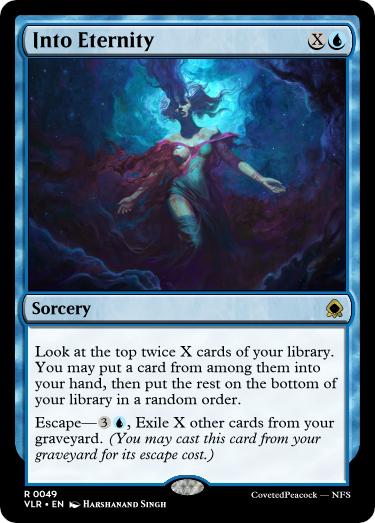 Into Eternity X
Sorcery
Look at the top twice X cards of your library.
You may put a card from among them into
your hand, then put the rest on the bottom of
your library in a random order.
Escape—3, Exile X other cards from your
graveyard. (You may cast this card from your
graveyard for its escape cost.)
R 0049
VLR • EN Harshanand Singh
CovetedPeacock — NFS